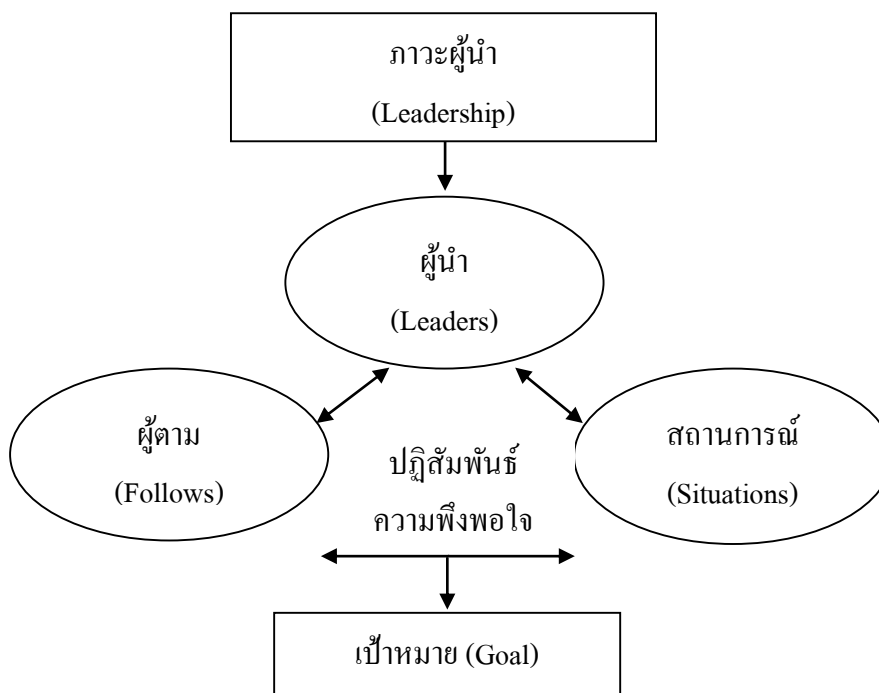 ภาวะผู้นำ
(Leadership)
ผู้นำ
(Leaders)
ผู้ตาม
(Follows)
ปฏิสัมพันธ์
ความพึงพอใจ
สถานการณ์
(Situations)
เป้าหมาย (Goal)